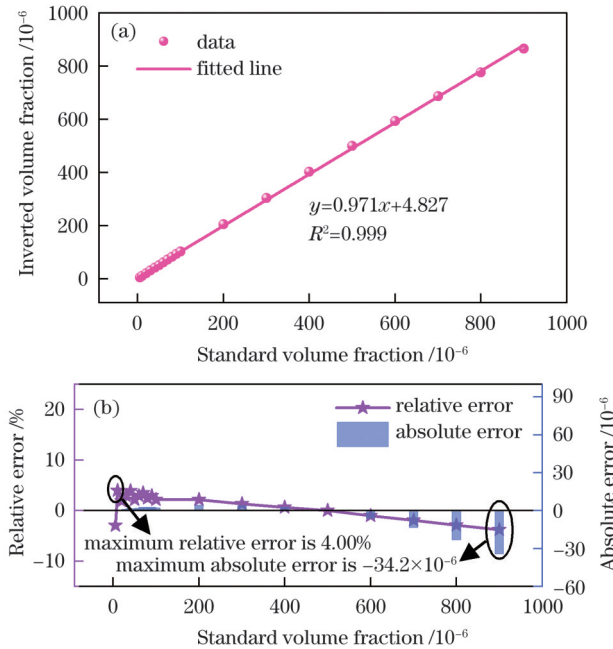 (a)
data
fitted line
y=0.971x+4.827
R²=0.999
Inverted volume fraction /10⁻⁶
1000
800
600
400
200
0
0 200 400 600 800 1000
Standard volume fraction /10⁻⁶
(b)
relative error
absolute error
maximum relative error is 4.00%
maximum absolute error is −34.2×10⁻⁶
Relative error /%
20
10
0
−10
Absolute error /10⁻⁶
90
60
30
0
−30
−60
0 200 400 600 800 1000
Standard volume fraction /10⁻⁶